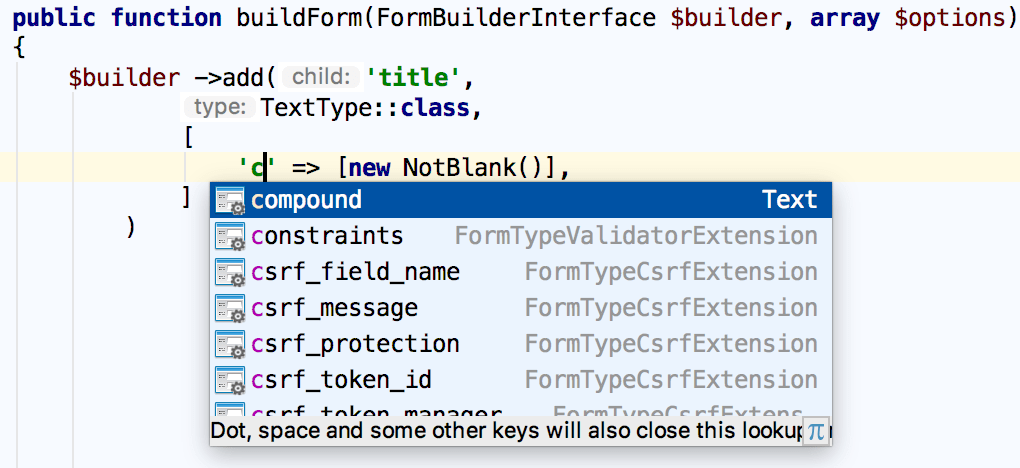 public function buildForm(FormBuilderInterface $builder, array $options)
{
$builder ->add( child: 'title',
type: TextType::class,
[
'c' => [new NotBlank()],
]
)
compound Text
constraints FormTypeValidatorExtension
csrf_field_name FormTypeCsrfExtension
csrf_message FormTypeCsrfExtension
csrf_protection FormTypeCsrfExtension
csrf_token_id FormTypeCsrfExtension
csrf_token_manager FormTypeCsrfExtens
Dot, space and some other keys will also close this lookup
π